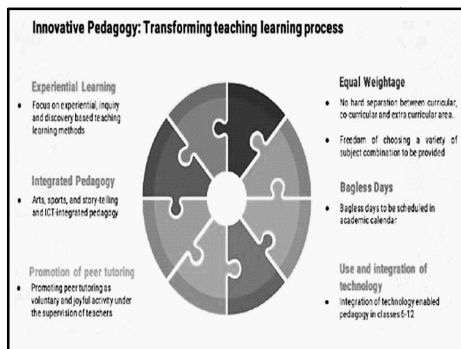 Innovative Pedagogy: Transforming teaching learning process
Experiential Learning
• Focus on experiential, inquiry
and discovery based teaching
learning methods
Integrated Pedagogy
• Arts, sports, and story-telling
and ICT-integrated pedagogy
Promotion of peer tutoring
• Promoting peer tutoring as
voluntary and joyful activity under
the supervision of teachers
Equal Weightage
• No hard separation between curricular,
co-curricular and extra curricular area.
• Freedom of choosing a variety of
subject combination to be provided
Bagless Days
• Bagless days to be scheduled in
academic calendar
Use and integration of
technology
• Integration of technology enabled
pedagogy in classes 6-12